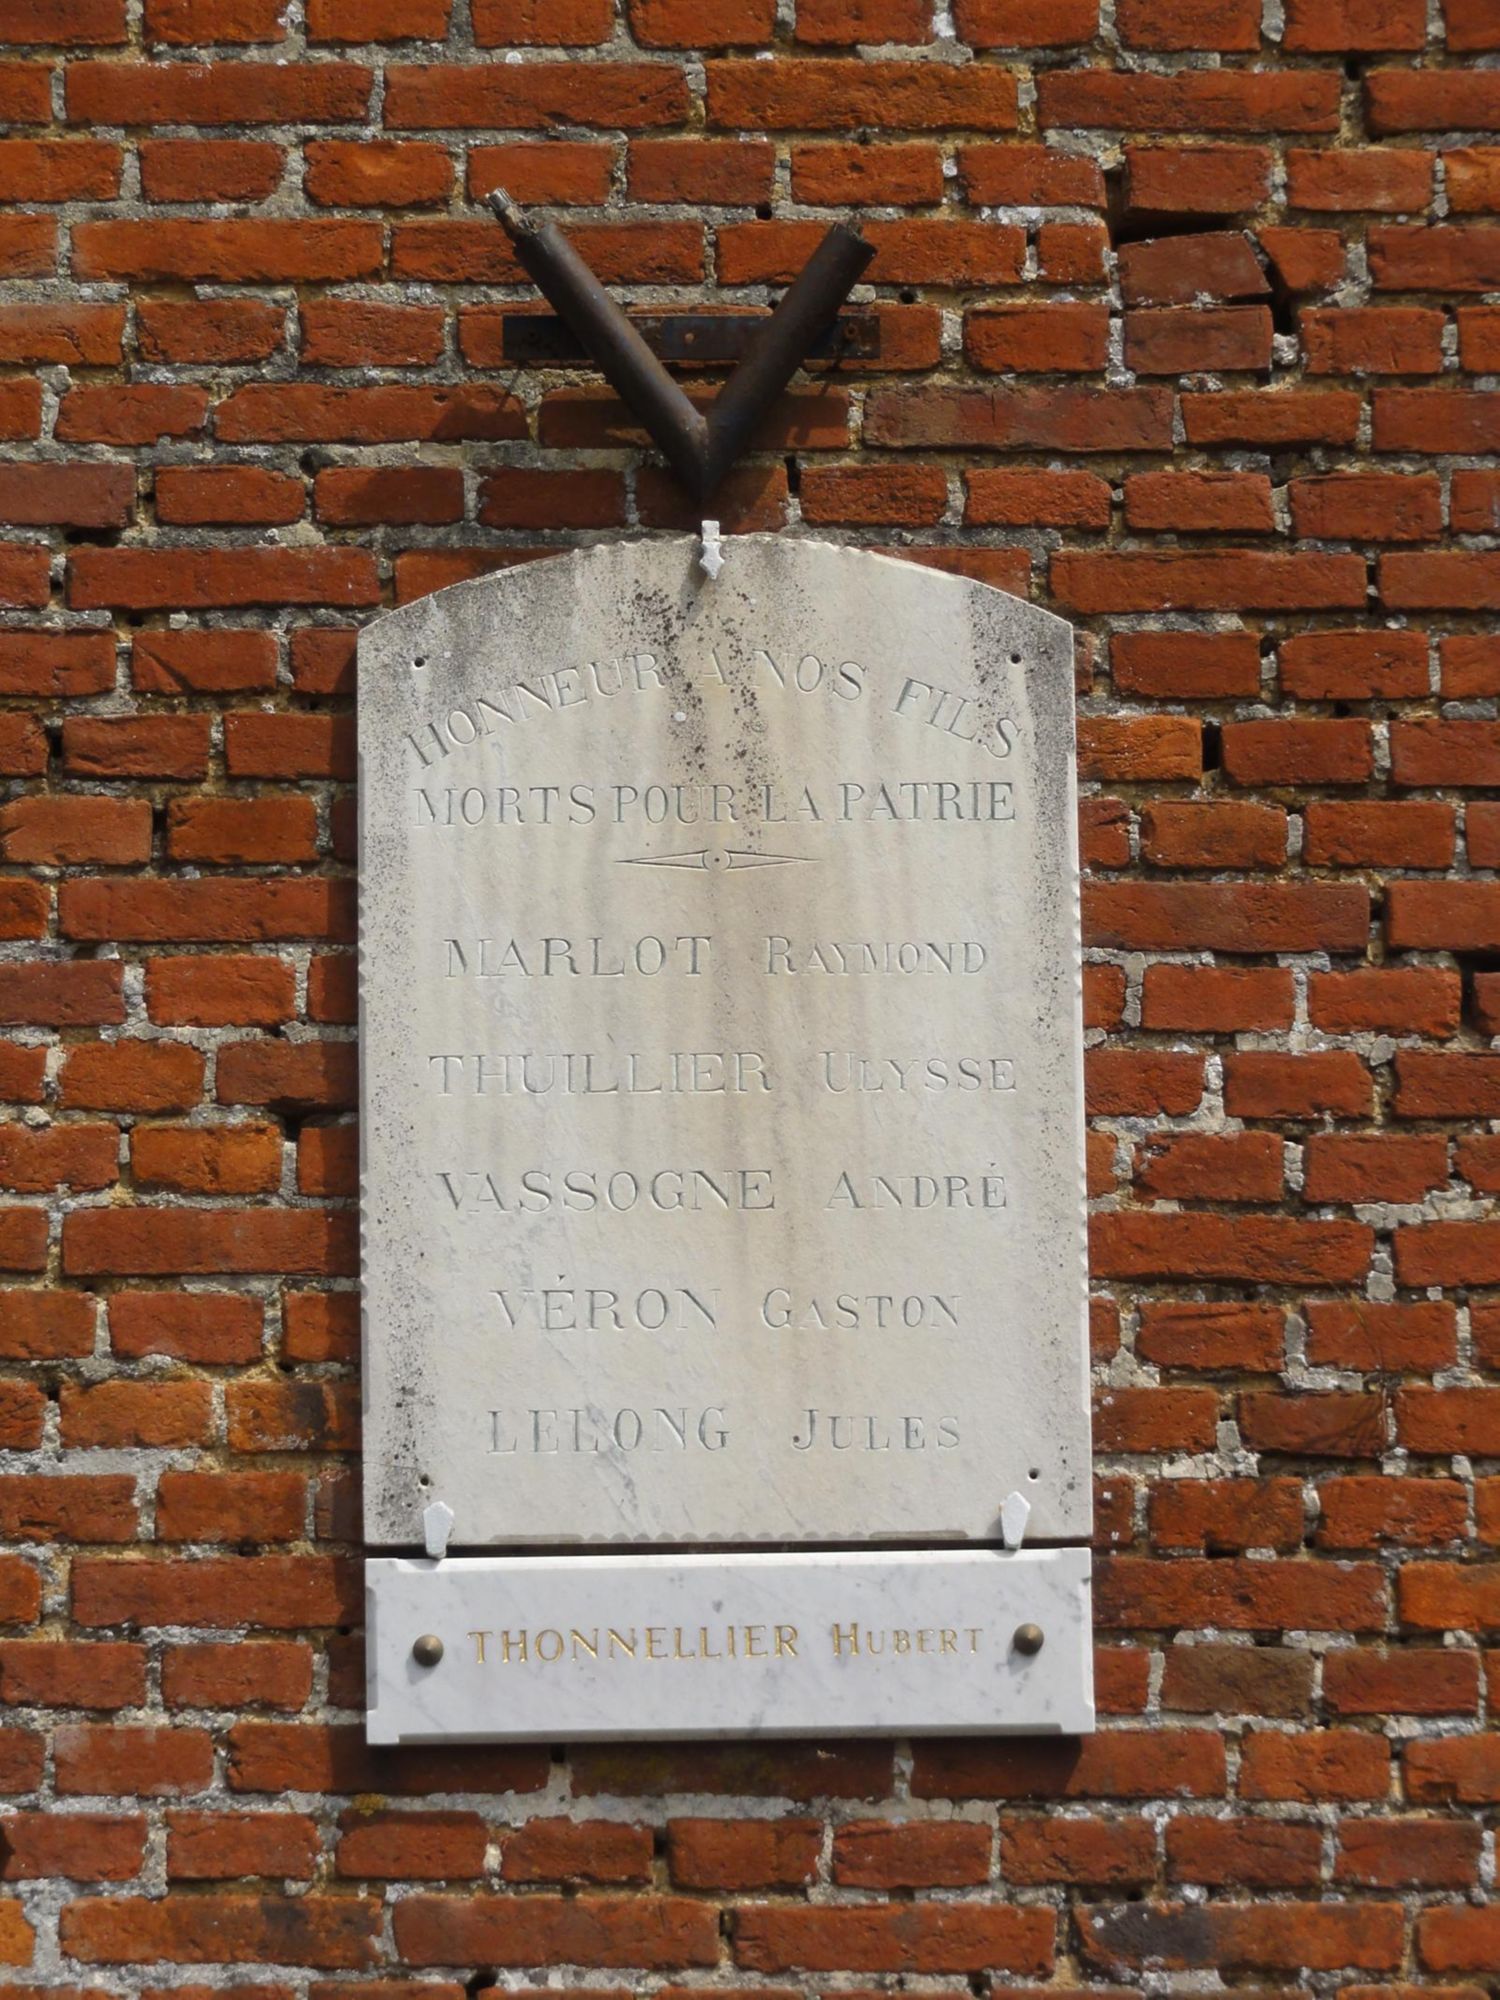 HONNEUR A NOS FILS
MORTS POUR LA PATRIE
MARLOT RAYMOND
THUILLIER ULYSSE
VASSOGNE ANDRÉ
VÉRON GASTON
LELONG JULES
THONNELLIER HUBERT